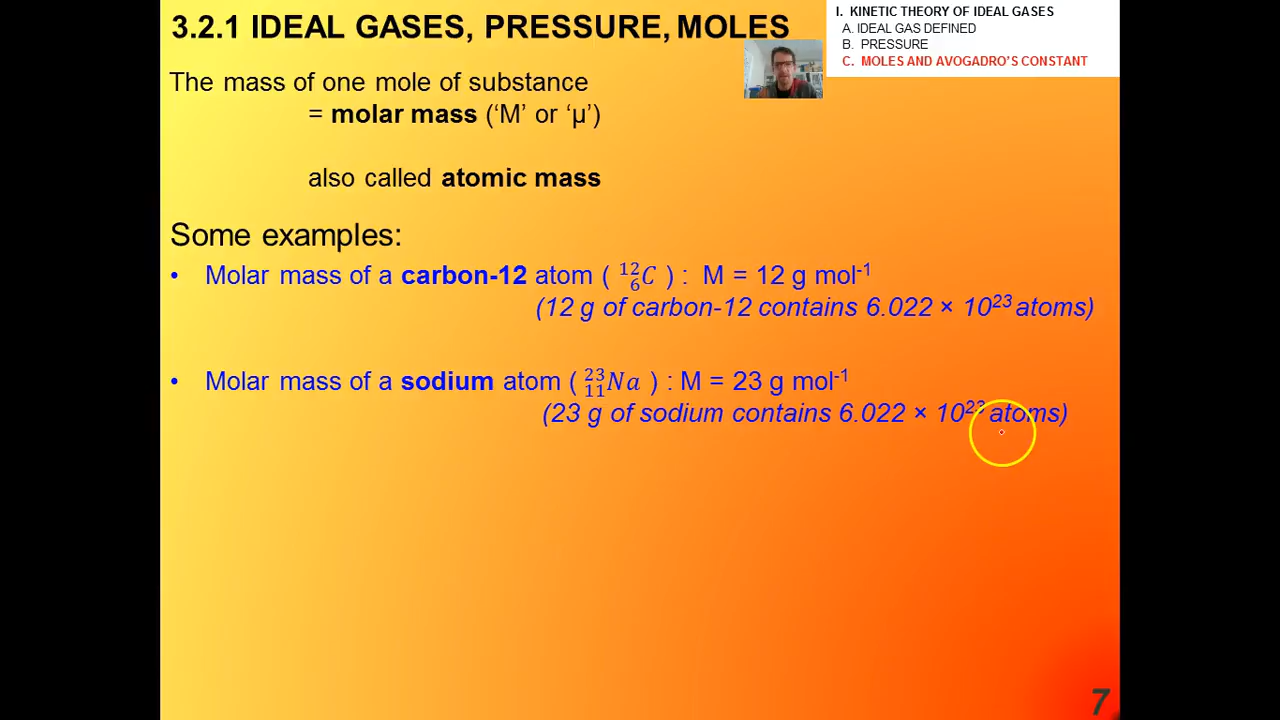 3.2.1 IDEAL GASES, PRESSURE, MOLES
I. KINETIC THEORY OF IDEAL GASES
A. IDEAL GAS DEFINED
B. PRESSURE
C. MOLES AND AVOGADRO'S CONSTANT
The mass of one mole of substance
= molar mass (‘M’ or ‘µ’)
also called atomic mass
Some examples:
• Molar mass of a carbon-12 atom ( ¹²₆C ) : M = 12 g mol⁻¹
(12 g of carbon-12 contains 6.022 × 10²³ atoms)
• Molar mass of a sodium atom ( ²³₁₁Na ) : M = 23 g mol⁻¹
(23 g of sodium contains 6.022 × 10²³ atoms)
7